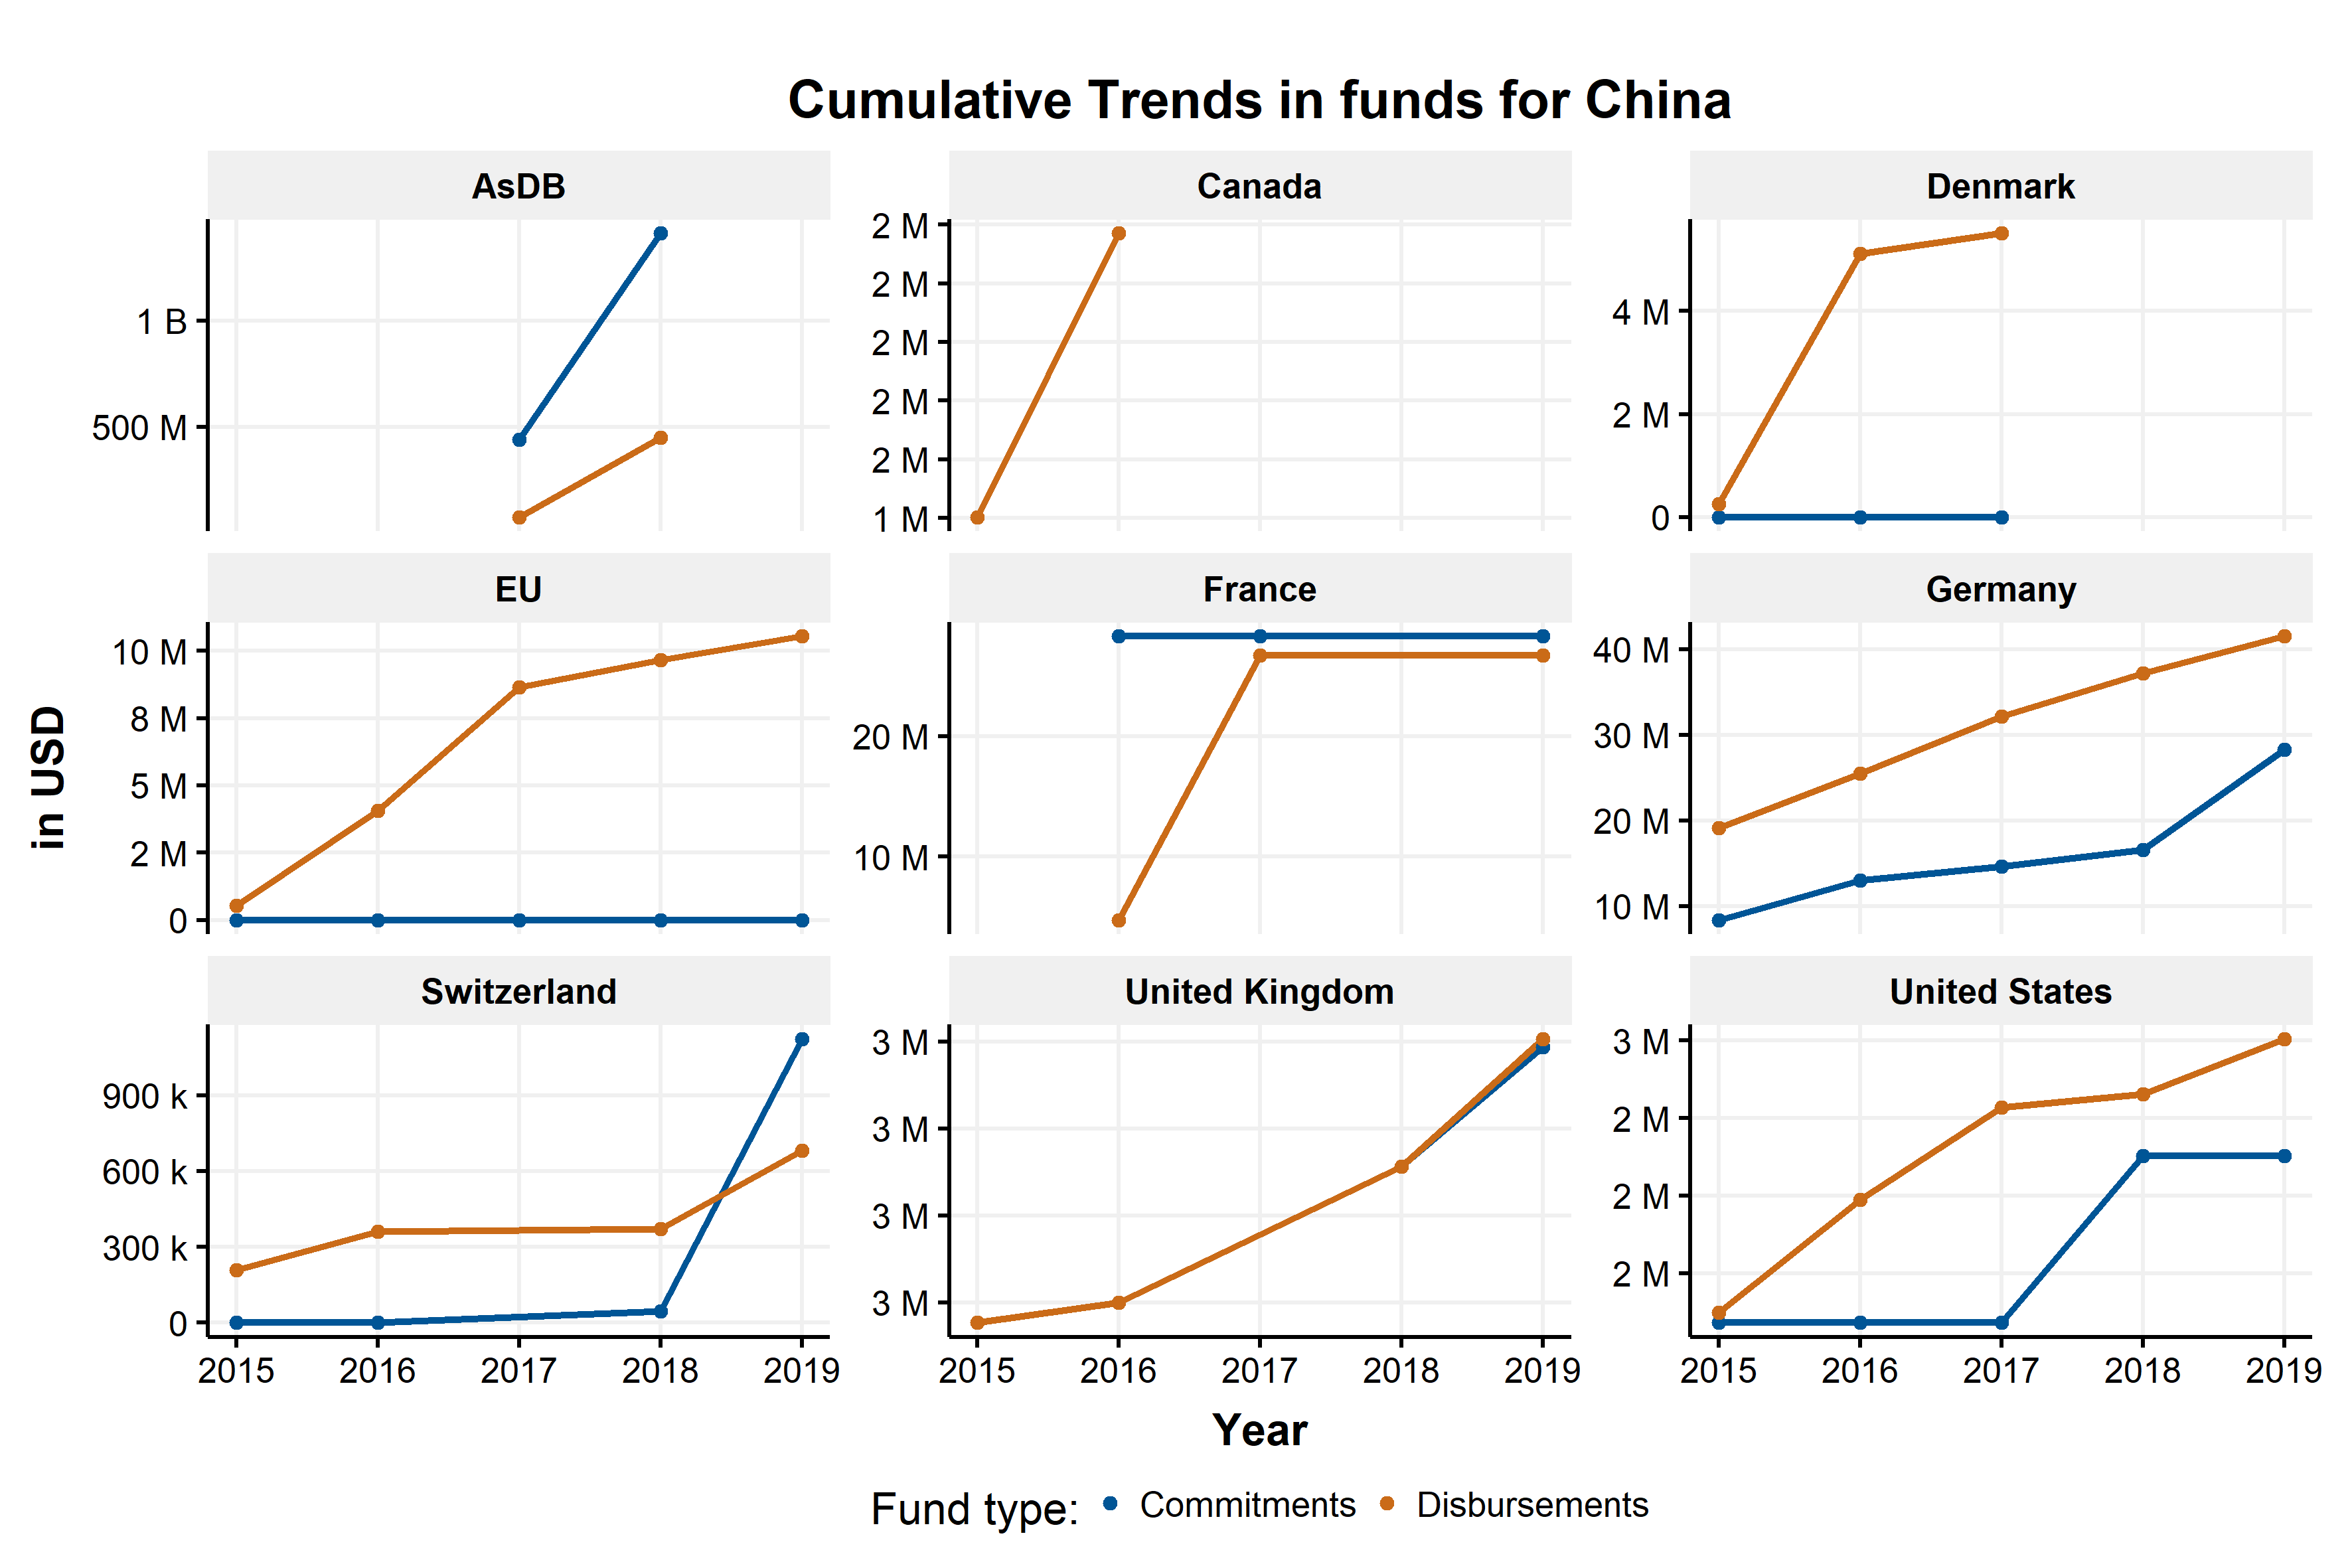 Cumulative Trends in funds for China
AsDB
Canada
Denmark
1 B
500 M
2 M
2 M
2 M
2 M
2 M
1 M
4 M
2 M
0
EU
France
Germany
10 M
8 M
5 M
2 M
0
20 M
10 M
40 M
30 M
20 M
10 M
in USD
Switzerland
United Kingdom
United States
900 k
600 k
300 k
0
3 M
3 M
3 M
3 M
3 M
2 M
2 M
2 M
2015 2016 2017 2018 2019
2015 2016 2017 2018 2019
2015 2016 2017 2018 2019
Year
Fund type: Commitments Disbursements